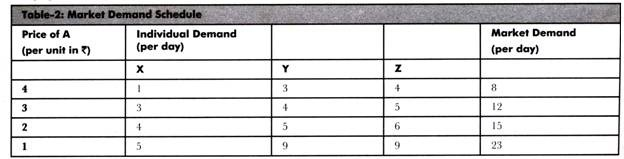 Table-2: Market Demand Schedule
Price of A Individual Demand Market Demand
(per unit in ₹) (per day) (per day)
X Y Z
4 1 3 4 8
3 3 4 5 12
2 4 5 6 15
1 5 9 9 23